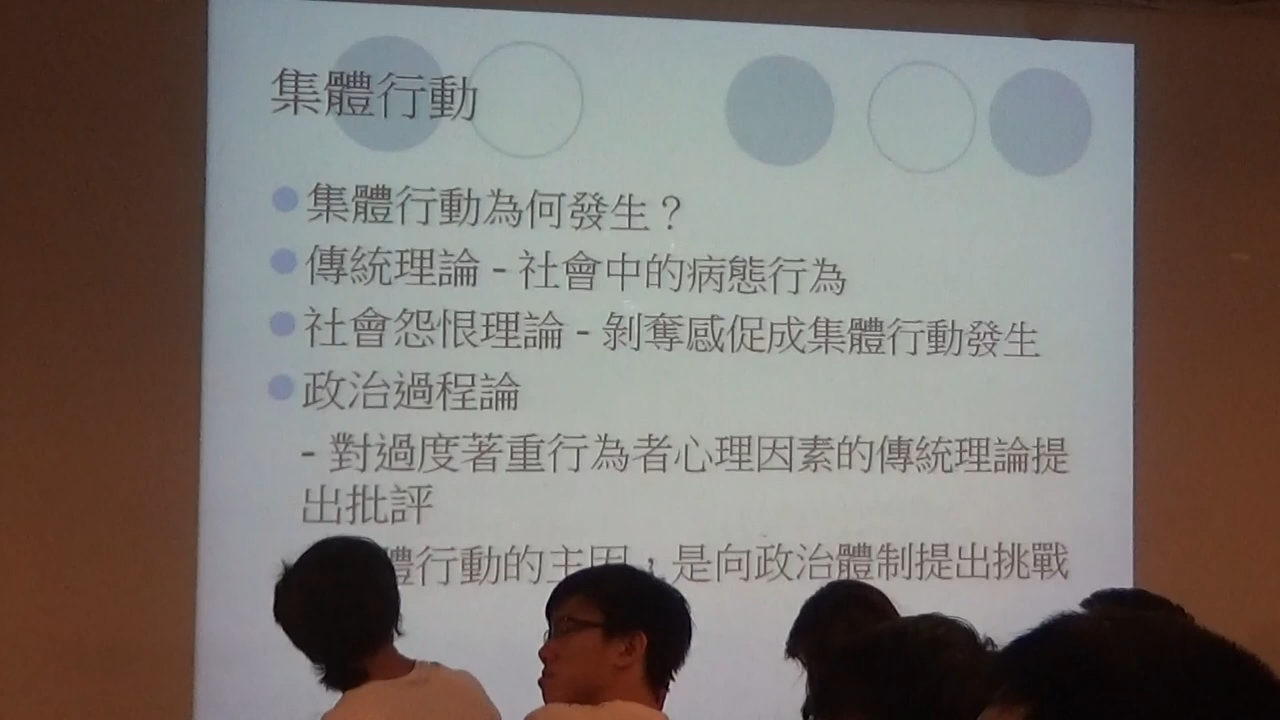 集體行動
集體行動為何發生？
傳統理論 - 社會中的病態行為
社會怨恨理論 - 剝奪感促成集體行動發生
政治過程論
- 對過度著重行為者心理因素的傳統理論提
出批評
體行動的主因，是向政治體制提出挑戰